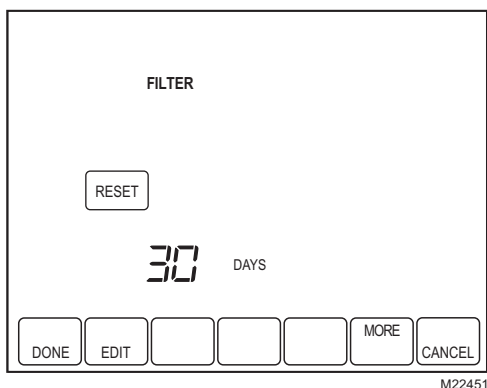 FILTER
RESET
30 DAYS
MORE
DONE EDIT CANCEL
M22451